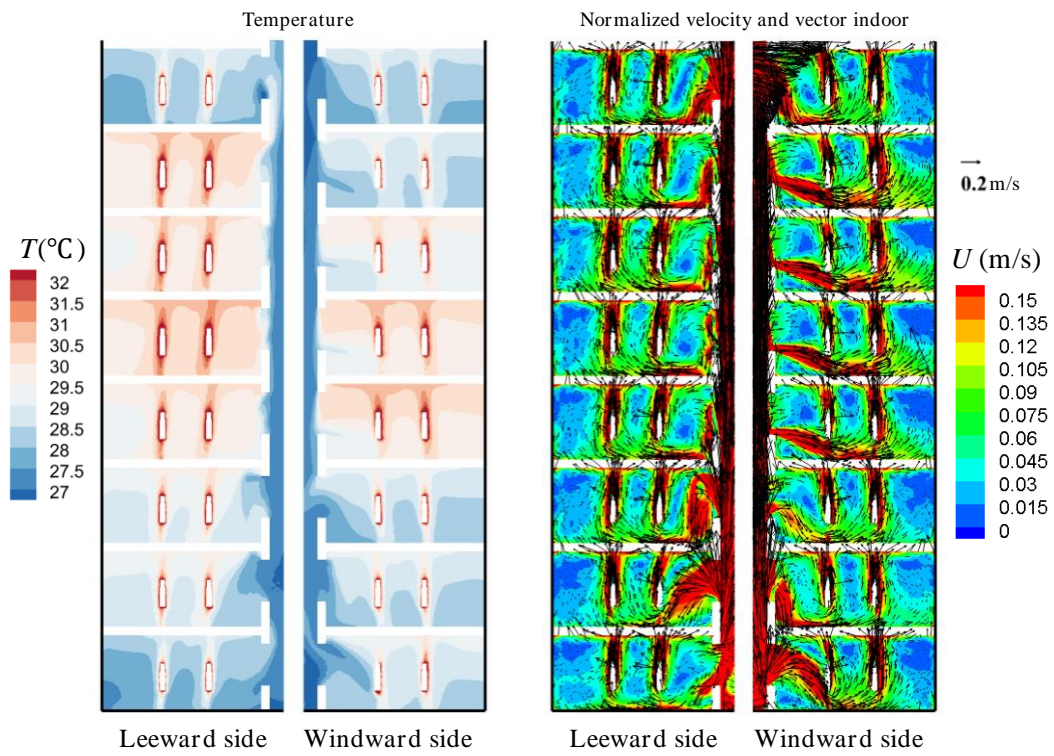 Temperature
Normalized velocity and vector indoor
0.2 m/s
T(℃)
32
31.5
31
30.5
30
29.5
29
28.5
28
27.5
27
U (m/s)
0.15
0.135
0.12
0.105
0.09
0.075
0.06
0.045
0.03
0.015
0
Leeward side
Windward side
Leeward side
Windward side